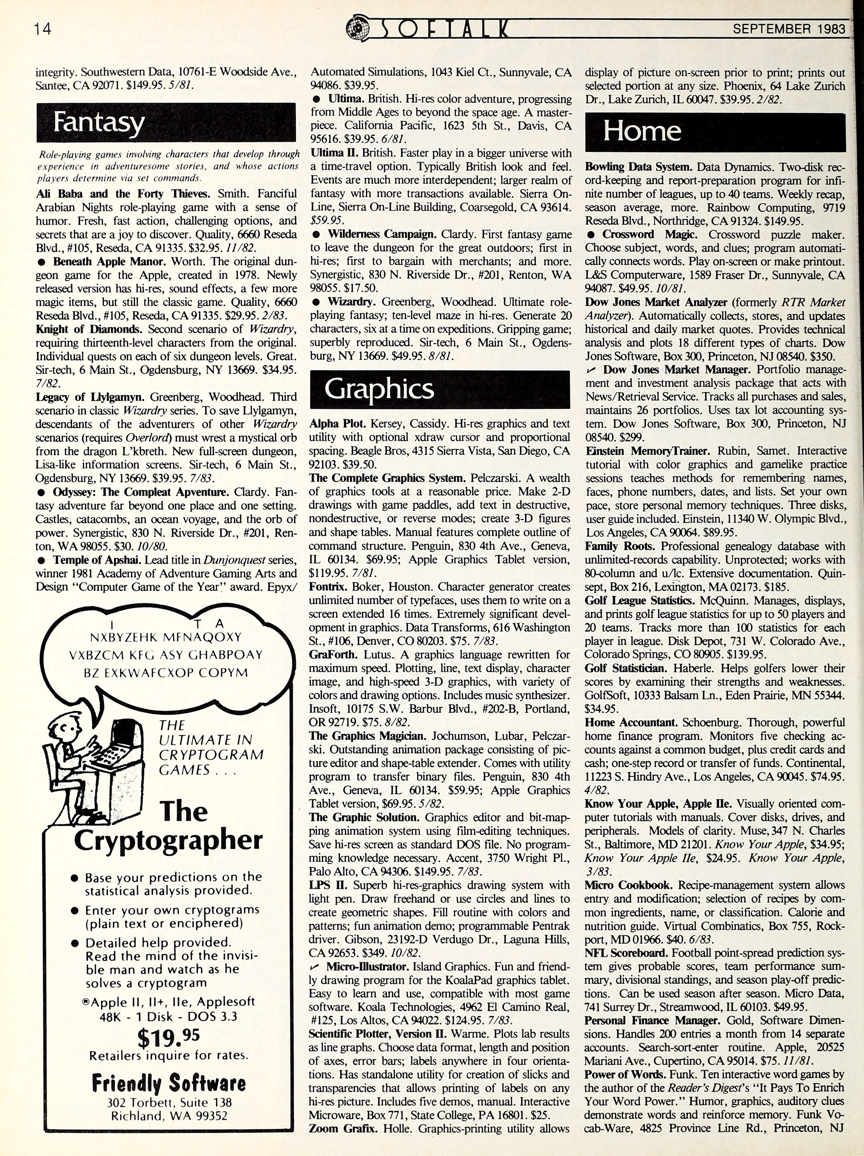 14
SOFTALK
SEPTEMBER 1983
integrity. Southwestern Data, 10761-E Woodside Ave.,
Santee, CA 92071. $149.95. 5/81.
Fantasy
Role-playing games involving characters that develop through
experience in adventuresome stories, and whose actions
players determine via set commands.
Ali Baba and the Forty Thieves. Smith. Fanciful
Arabian Nights role-playing game with a sense of
humor. Fresh, fast action, challenging options, and
secrets that are a joy to discover. Quality, 6660 Reseda
Blvd., #105, Reseda, CA 91335. $32.95. 11/82.
● Beneath Apple Manor. Worth. The original dun-
geon game for the Apple, created in 1978. Newly
released version has hi-res, sound effects, a few more
magic items, but still the classic game. Quality, 6660
Reseda Blvd., #105, Reseda, CA 91335. $29.95. 2/83.
Knight of Diamonds. Second scenario of Wizardry,
requiring thirteenth-level characters from the original.
Individual quests on each of six dungeon levels. Great.
Sir-tech, 6 Main St., Ogdensburg, NY 13669. $34.95.
7/82.
Legacy of Llylgamyn. Greenberg, Woodhead. Third
scenario in classic Wizardry series. To save Llylgamyn,
descendants of the adventurers of other Wizardry
scenarios (requires Overlord) must wrest a mystical orb
from the dragon L'kbreth. New full-screen dungeon,
Lisa-like information screens. Sir-tech, 6 Main St.,
Ogdensburg, NY 13669. $39.95. 7/83.
● Odyssey: The Compleat Apventure. Clardy. Fan-
tasy adventure far beyond one place and one setting.
Castles, catacombs, an ocean voyage, and the orb of
power. Synergistic, 830 N. Riverside Dr., #201, Ren-
ton, WA 98055. $30. 10/80.
● Temple of Apshai. Lead title in Dunjonquest series,
winner 1981 Academy of Adventure Gaming Arts and
Design "Computer Game of the Year" award. Epyx/
I T A
NXBYZEHK MFNAQOXY
VXBZCM KFG ASY GHABPOAY
BZ EXKWAFCXOP COPYM
THE
ULTIMATE IN
CRYPTOGRAM
GAMES . . .
The
Cryptographer
● Base your predictions on the
statistical analysis provided.
● Enter your own cryptograms
(plain text or enciphered)
● Detailed help provided.
Read the mind of the invisi-
ble man and watch as he
solves a cryptogram
®Apple II, II+, IIe, Applesoft
48K - 1 Disk - DOS 3.3
$19.95
Retailers inquire for rates.
Friendly Software
302 Torbett, Suite 138
Richland, WA 99352
Automated Simulations, 1043 Kiel Ct., Sunnyvale, CA
94086. $39.95.
● Ultima. British. Hi-res color adventure, progressing
from Middle Ages to beyond the space age. A master-
piece. California Pacific, 1623 5th St., Davis, CA
95616. $39.95. 6/81.
Ultima II. British. Faster play in a bigger universe with
a time-travel option. Typically British look and feel.
Events are much more interdependent; larger realm of
fantasy with more transactions available. Sierra On-
Line, Sierra On-Line Building, Coarsegold, CA 93614.
$59.95.
● Wilderness Campaign. Clardy. First fantasy game
to leave the dungeon for the great outdoors; first in
hi-res; first to bargain with merchants; and more.
Synergistic, 830 N. Riverside Dr., #201, Renton, WA
98055. $17.50.
● Wizardry. Greenberg, Woodhead. Ultimate role-
playing fantasy; ten-level maze in hi-res. Generate 20
characters, six at a time on expeditions. Gripping game;
superbly reproduced. Sir-tech, 6 Main St., Ogdens-
burg, NY 13669. $49.95. 8/81.
Graphics
Alpha Plot. Kersey, Cassidy. Hi-res graphics and text
utility with optional xdraw cursor and proportional
spacing. Beagle Bros, 4315 Sierra Vista, San Diego, CA
92103. $39.50.
The Complete Graphics System. Pelczarski. A wealth
of graphics tools at a reasonable price. Make 2-D
drawings with game paddles, add text in destructive,
nondestructive, or reverse modes; create 3-D figures
and shape tables. Manual features complete outline of
command structure. Penguin, 830 4th Ave., Geneva,
IL 60134. $69.95; Apple Graphics Tablet version,
$119.95. 7/81.
Fontrix. Boker, Houston. Character generator creates
unlimited number of typefaces, uses them to write on a
screen extended 16 times. Extremely significant devel-
opment in graphics. Data Transforms, 616 Washington
St., #106, Denver, CO 80203. $75. 7/83.
GraForth. Lutus. A graphics language rewritten for
maximum speed. Plotting, line, text display, character
image, and high-speed 3-D graphics, with variety of
colors and drawing options. Includes music synthesizer.
Insoft, 10175 S.W. Barbur Blvd., #202-B, Portland,
OR 92719. $75. 8/82.
The Graphics Magician. Jochumson, Lubar, Pelczar-
ski. Outstanding animation package consisting of pic-
ture editor and shape-table extender. Comes with utility
program to transfer binary files. Penguin, 830 4th
Ave., Geneva, IL 60134. $59.95; Apple Graphics
Tablet version, $69.95. 5/82.
The Graphic Solution. Graphics editor and bit-map-
ping animation system using film-editing techniques.
Save hi-res screen as standard DOS file. No program-
ming knowledge necessary. Accent, 3750 Wright Pl.,
Palo Alto, CA 94306. $149.95. 7/83.
LPS II. Superb hi-res-graphics drawing system with
light pen. Draw freehand or use circles and lines to
create geometric shapes. Fill routine with colors and
patterns; fun animation demo; programmable Pentrak
driver. Gibson, 23192-D Verdugo Dr., Laguna Hills,
CA 92653. $349. 10/82.
✓ Micro-Illustrator. Island Graphics. Fun and friend-
ly drawing program for the KoalaPad graphics tablet.
Easy to learn and use, compatible with most game
software. Koala Technologies, 4962 El Camino Real,
#125, Los Altos, CA 94022. $124.95. 7/83.
Scientific Plotter, Version II. Warme. Plots lab results
as line graphs. Choose data format, length and position
of axes, error bars; labels anywhere in four orienta-
tions. Has standalone utility for creation of slicks and
transparencies that allows printing of labels on any
hi-res picture. Includes five demos, manual. Interactive
Microware, Box 771, State College, PA 16801. $25.
Zoom Grafix. Holle. Graphics-printing utility allows
display of picture on-screen prior to print; prints out
selected portion at any size. Phoenix, 64 Lake Zurich
Dr., Lake Zurich, IL 60047. $39.95. 2/82.
Home
Bowling Data System. Data Dynamics. Two-disk rec-
ord-keeping and report-preparation program for infi-
nite number of leagues, up to 40 teams. Weekly recap,
season average, more. Rainbow Computing, 9719
Reseda Blvd., Northridge, CA 91324. $149.95.
● Crossword Magic. Crossword puzzle maker.
Choose subject, words, and clues; program automati-
cally connects words. Play on-screen or make printout.
L&S Computerware, 1589 Fraser Dr., Sunnyvale, CA
94087. $49.95. 10/81.
Dow Jones Market Analyzer (formerly RTR Market
Analyzer). Automatically collects, stores, and updates
historical and daily market quotes. Provides technical
analysis and plots 18 different types of charts. Dow
Jones Software, Box 300, Princeton, NJ 08540. $350.
✓ Dow Jones Market Manager. Portfolio manage-
ment and investment analysis package that acts with
News/Retrieval Service. Tracks all purchases and sales,
maintains 26 portfolios. Uses tax lot accounting sys-
tem. Dow Jones Software, Box 300, Princeton, NJ
08540. $299.
Einstein MemoryTrainer. Rubin, Samet. Interactive
tutorial with color graphics and gamelike practice
sessions teaches methods for remembering names,
faces, phone numbers, dates, and lists. Set your own
pace, store personal memory techniques. Three disks,
user guide included. Einstein, 11340 W. Olympic Blvd.,
Los Angeles, CA 90064. $89.95.
Family Roots. Professional genealogy database with
unlimited-records capability. Unprotected; works with
80-column and u/lc. Extensive documentation. Quin-
sept, Box 216, Lexington, MA 02173. $185.
Golf League Statistics. McQuinn. Manages, displays,
and prints golf league statistics for up to 50 players and
20 teams. Tracks more than 100 statistics for each
player in league. Disk Depot, 731 W. Colorado Ave.,
Colorado Springs, CO 80905. $139.95.
Golf Statistician. Haberle. Helps golfers lower their
scores by examining their strengths and weaknesses.
GolfSoft, 10333 Balsam Ln., Eden Prairie, MN 55344.
$34.95.
Home Accountant. Schoenburg. Thorough, powerful
home finance program. Monitors five checking ac-
counts against a common budget, plus credit cards and
cash; one-step record or transfer of funds. Continental,
11223 S. Hindry Ave., Los Angeles, CA 90045. $74.95.
4/82.
Know Your Apple, Apple IIe. Visually oriented com-
puter tutorials with manuals. Cover disks, drives, and
peripherals. Models of clarity. Muse, 347 N. Charles
St., Baltimore, MD 21201. Know Your Apple, $34.95;
Know Your Apple IIe, $24.95. Know Your Apple,
3/83.
Micro Cookbook. Recipe-management system allows
entry and modification; selection of recipes by com-
mon ingredients, name, or classification. Calorie and
nutrition guide. Virtual Combinatics, Box 755, Rock-
port, MD 01966. $40. 6/83.
NFL Scoreboard. Football point-spread prediction sys-
tem gives probable scores, team performance sum-
mary, divisional standings, and season play-off predic-
tions. Can be used season after season. Micro Data,
741 Surrey Dr., Streamwood, IL 60103. $49.95.
Personal Finance Manager. Gold, Software Dimen-
sions. Handles 200 entries a month from 14 separate
accounts. Search-sort-enter routine. Apple, 20525
Mariani Ave., Cupertino, CA 95014. $75. 11/81.
Power of Words. Funk. Ten interactive word games by
the author of the Reader's Digest's "It Pays To Enrich
Your Word Power." Humor, graphics, auditory clues
demonstrate words and reinforce memory. Funk Vo-
cab-Ware, 4825 Province Line Rd., Princeton, NJ